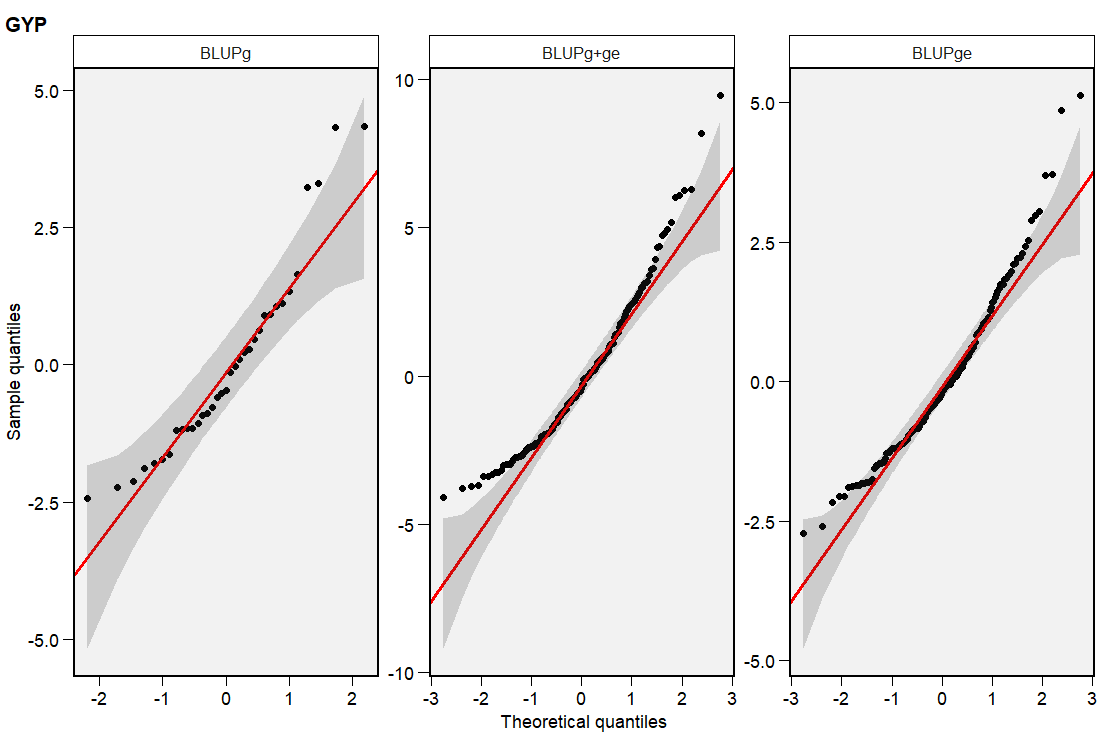 GYP
BLUPg BLUPg+ge BLUPge
Sample quantiles
5.0
2.5
0.0
-2.5
-5.0
-2 -1 0 1 2
10
5
0
-5
-10
-3 -2 -1 0 1 2 3
5.0
2.5
0.0
-2.5
-5.0
-3 -2 -1 0 1 2 3
Theoretical quantiles